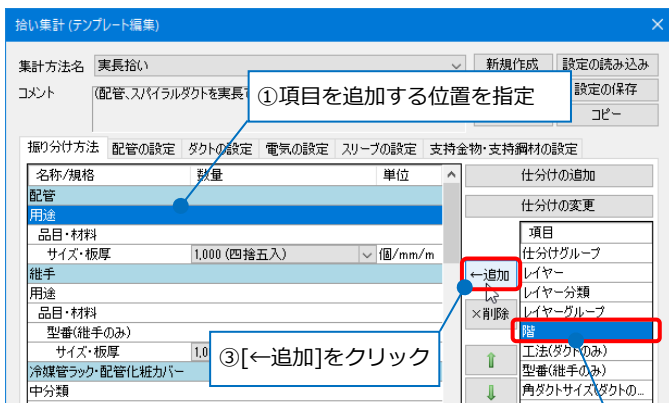 拾い集計 (テンプレート編集)
集計方法名 実長拾い 新規作成 設定の読み込み
コメント (配管、スパイラルダクトを実長で 設定の保存
コピー
①項目を追加する位置を指定
振り分け方法 配管の設定 ダクトの設定 電気の設定 スリーブの設定 支持金物・支持鋼材の設定
名称/規格 数量 単位 仕分けの追加
配管 仕分けの変更
用途
品目・材料 項目
サイズ・板厚 1,000 (四捨五入) 個/mm/m 仕分けグループ
継手 ←追加 レイヤー
用途 レイヤー分類
品目・材料 ×削除 レイヤーグループ
型番(継手のみ) 階
サイズ・板厚 1,0 工法(ダクトのみ)
③[←追加]をクリック
冷媒管ラック・配管化粧カバー 型番(継手のみ)
中分類 角ダクトサイズ(ダクトの...